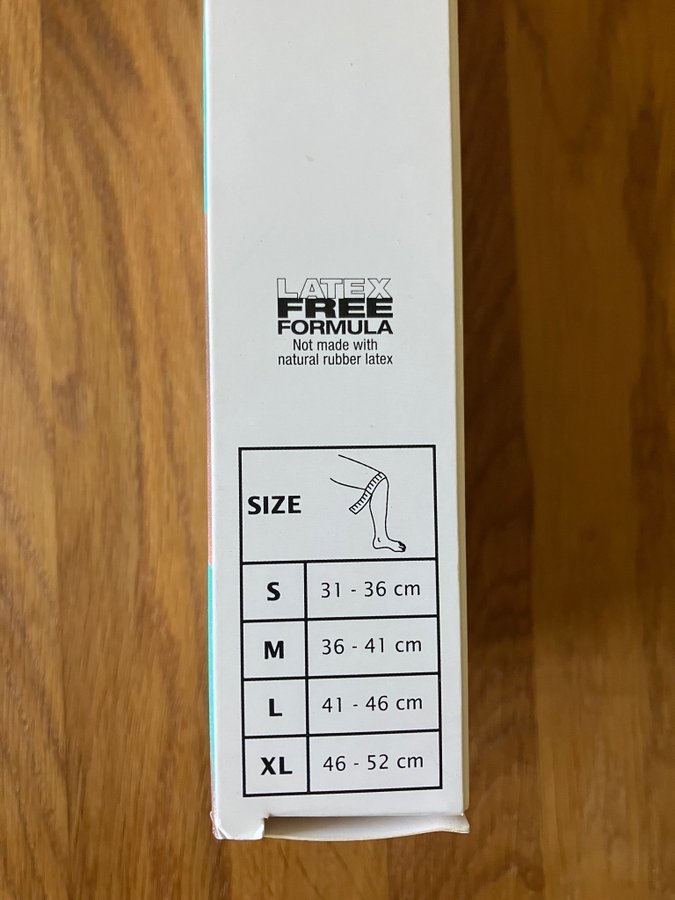 LATEX
FREE
FORMULA
Not made with
natural rubber latex
SIZE
S 31 - 36 cm
M 36 - 41 cm
L 41 - 46 cm
XL 46 - 52 cm